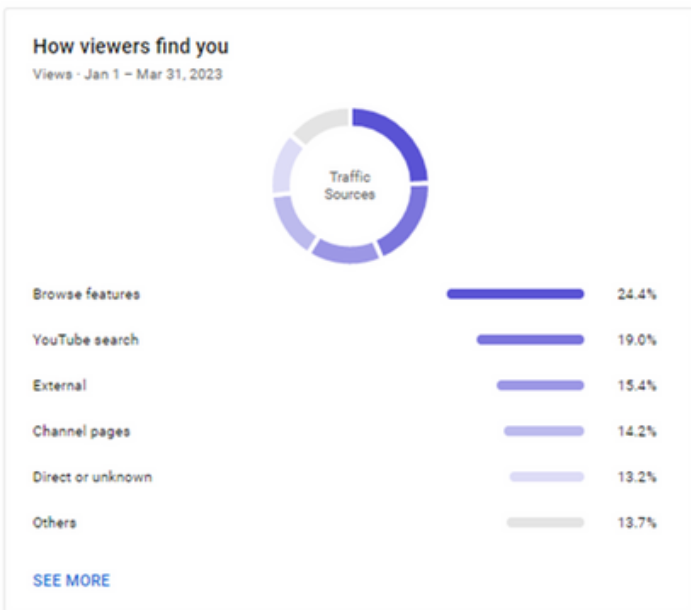 How viewers find you
Views · Jan 1 – Mar 31, 2023
Traffic
Sources
Browse features 24.4%
YouTube search 19.0%
External 15.4%
Channel pages 14.2%
Direct or unknown 13.2%
Others 13.7%
SEE MORE